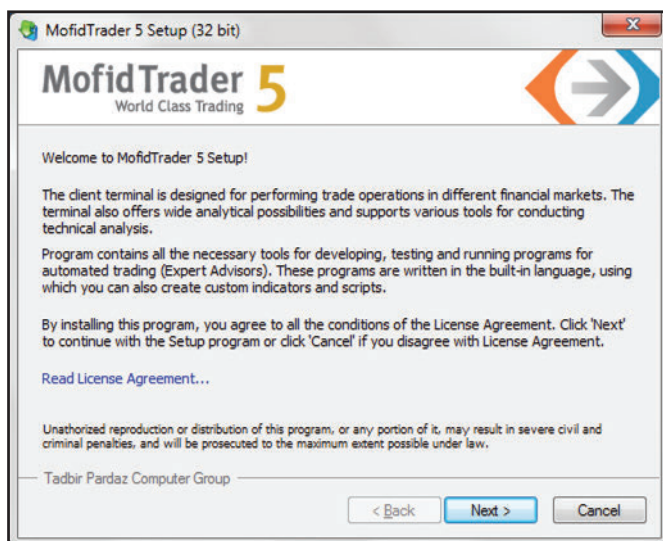 MofidTrader 5 Setup (32 bit)
MofidTrader 5
World Class Trading
Welcome to MofidTrader 5 Setup!
The client terminal is designed for performing trade operations in different financial markets. The
terminal also offers wide analytical possibilities and supports various tools for conducting
technical analysis.
Program contains all the necessary tools for developing, testing and running programs for
automated trading (Expert Advisors). These programs are written in the built-in language, using
which you can also create custom indicators and scripts.
By installing this program, you agree to all the conditions of the License Agreement. Click 'Next'
to continue with the Setup program or click 'Cancel' if you disagree with License Agreement.
Read License Agreement...
Unathorized reproduction or distribution of this program, or any portion of it, may result in severe civil and
criminal penalties, and will be prosecuted to the maximum extent possible under law.
Tadbir Pardaz Computer Group
< Back Next > Cancel